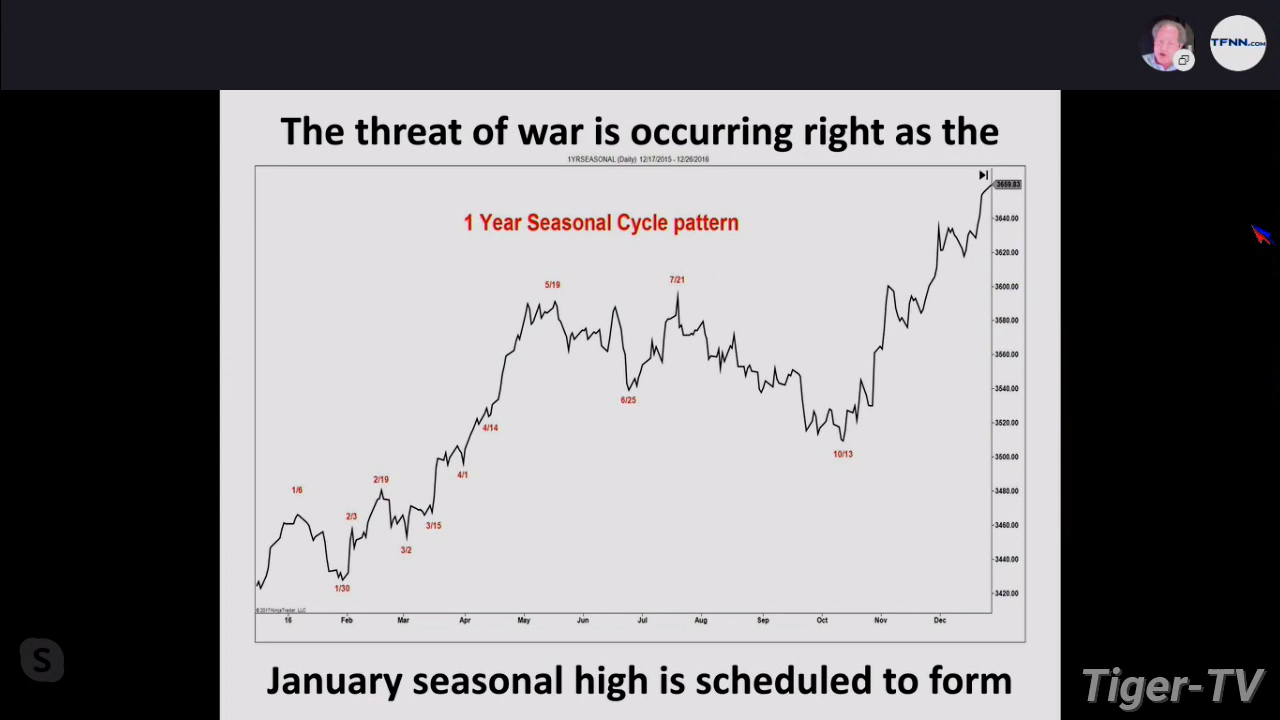 TFNN.COM
The threat of war is occurring right as the
1YRSEASONAL (Daily) 12/17/2015 - 12/26/2016
3659.83
1 Year Seasonal Cycle pattern
3640.00
3620.00
5/19
7/21
3600.00
3580.00
3560.00
3540.00
6/25
3520.00
4/14
10/13
3500.00
4/1
2/19
1/6
3480.00
2/3
3/15
3460.00
3/2
3440.00
1/30
3420.00
© 2017 NinjaTrader, LLC
16 Feb Mar Apr May Jun Jul Aug Sep Oct Nov Dec
S
January seasonal high is scheduled to form
Tiger-TV